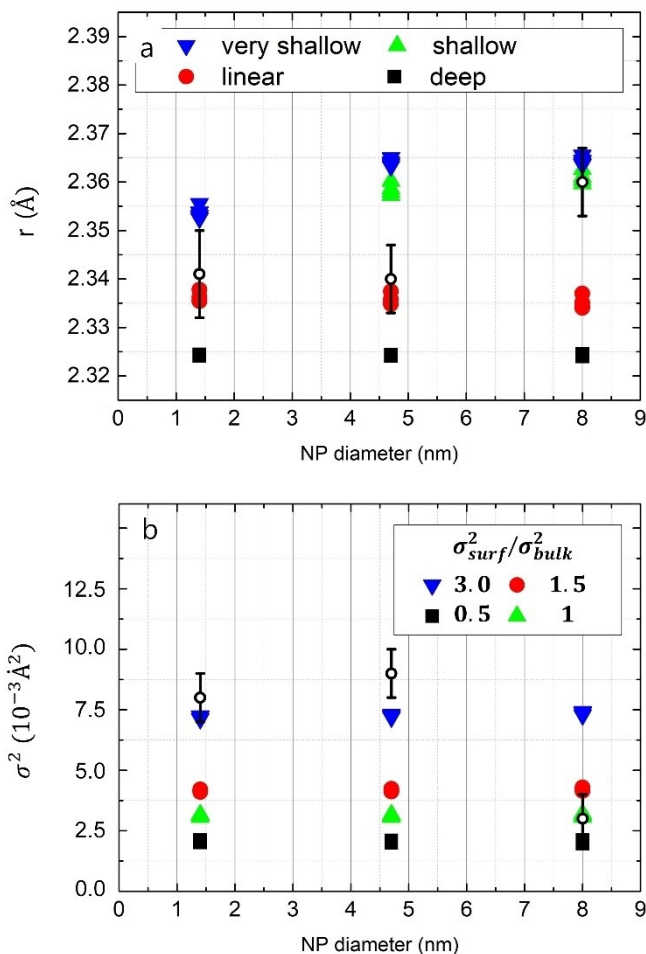 a
very shallow shallow
linear deep
2.39
2.38
2.37
2.36
2.35
2.34
2.33
2.32
r (Å)
0 1 2 3 4 5 6 7 8 9
NP diameter (nm)
b
σ²surf/σ²bulk
3.0 1.5
0.5 1
12.5
10.0
7.5
5.0
2.5
0.0
σ² (10⁻³Å²)
0 1 2 3 4 5 6 7 8 9
NP diameter (nm)